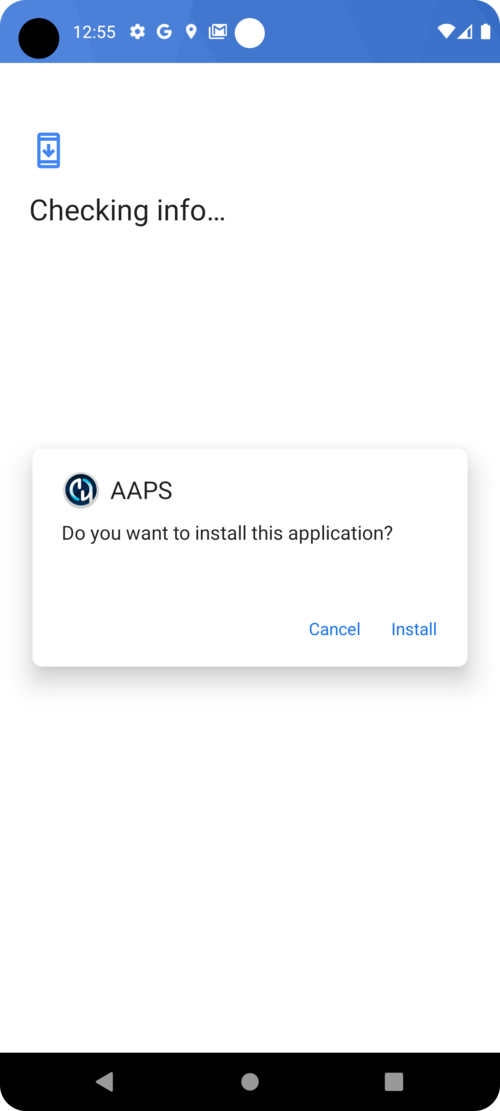 12:55
Checking info…
AAPS
Do you want to install this application?
Cancel Install